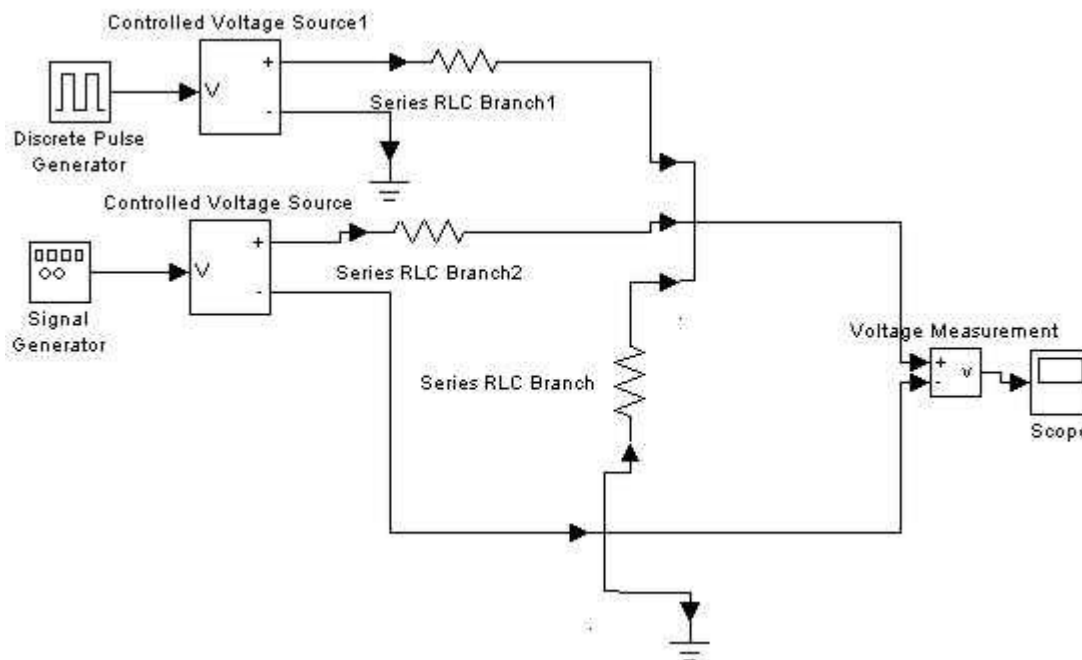 Controlled Voltage Source1
+
V
-
Series RLC Branch1
Discrete Pulse
Generator
Controlled Voltage Source
+
V
-
Series RLC Branch2
Signal
Generator
Voltage Measurement
+
-
v
Series RLC Branch
Scope